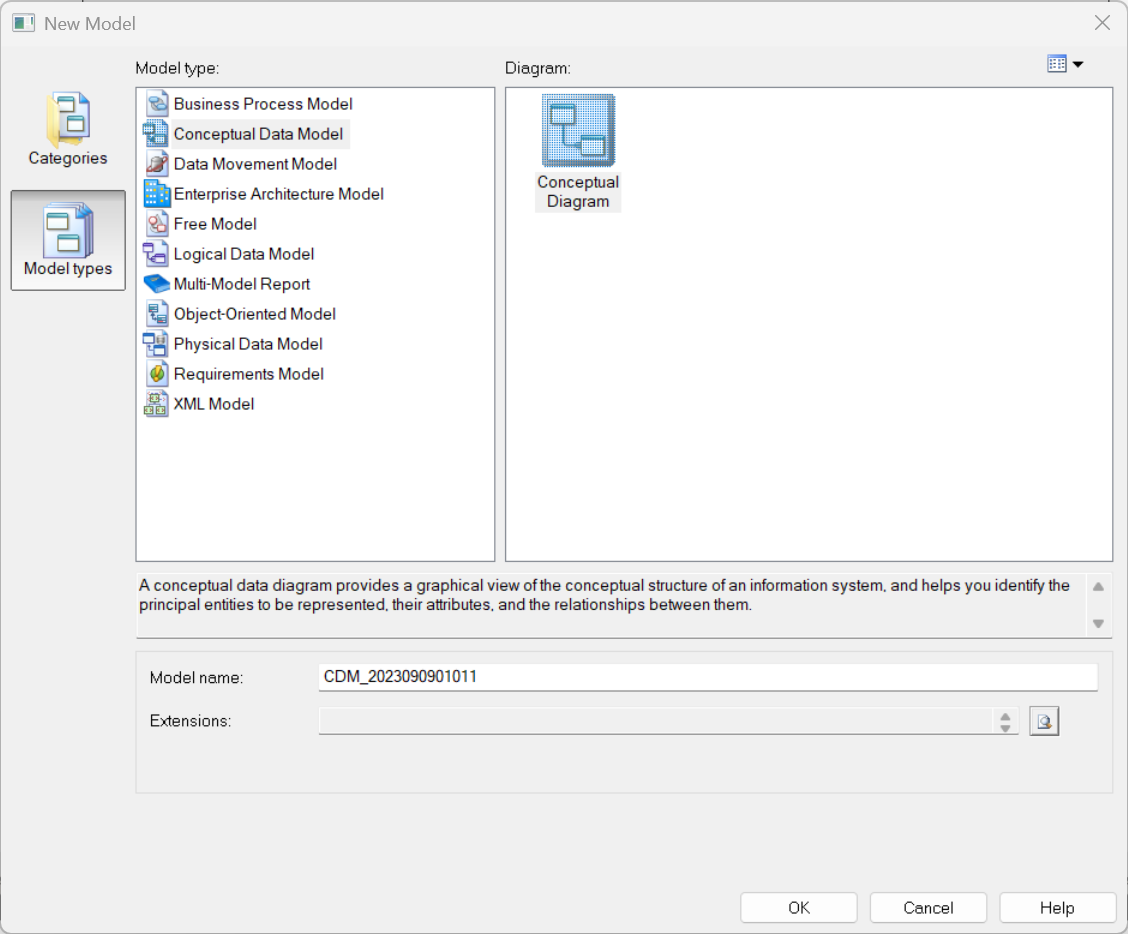 New Model
Model type:
Diagram:
Categories
Model types
Business Process Model
Conceptual Data Model
Data Movement Model
Enterprise Architecture Model
Free Model
Logical Data Model
Multi-Model Report
Object-Oriented Model
Physical Data Model
Requirements Model
XML Model
Conceptual
Diagram
A conceptual data diagram provides a graphical view of the conceptual structure of an information system, and helps you identify the
principal entities to be represented, their attributes, and the relationships between them.
Model name:
CDM_2023090901011
Extensions:
OK
Cancel
Help